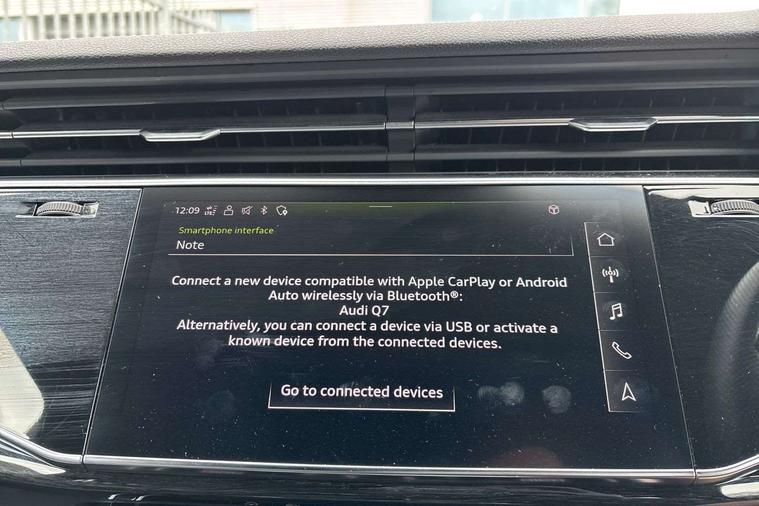 12:09
LTE
Smartphone interface
Note
Connect a new device compatible with Apple CarPlay or Android
Auto wirelessly via Bluetooth®:
Audi Q7
Alternatively, you can connect a device via USB or activate a
known device from the connected devices.
Go to connected devices